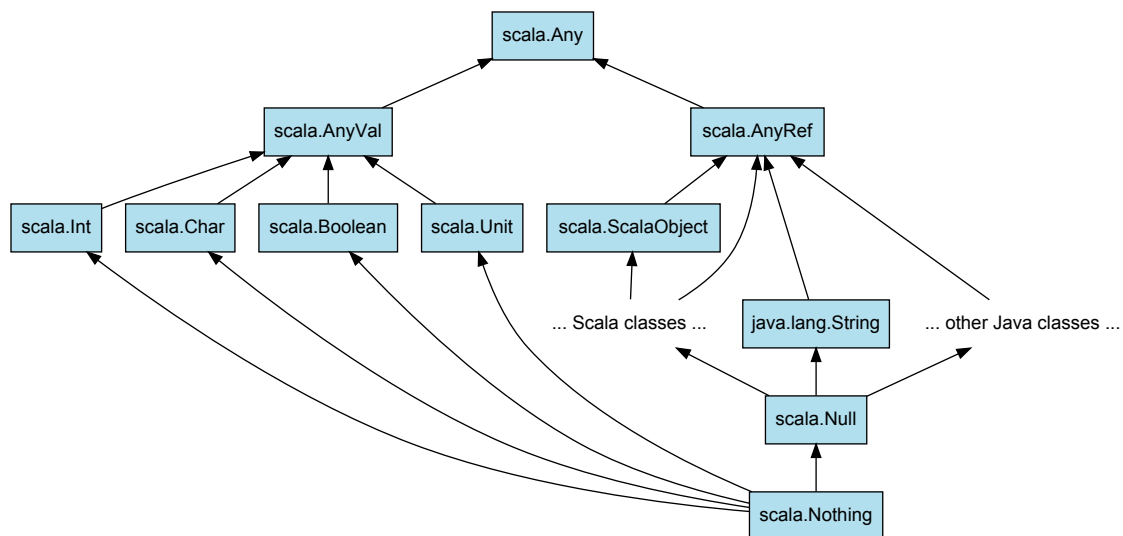 scala.Any
scala.AnyVal
scala.AnyRef
scala.Int
scala.Char
scala.Boolean
scala.Unit
scala.ScalaObject
... Scala classes ...
java.lang.String
... other Java classes ...
scala.Null
scala.Nothing